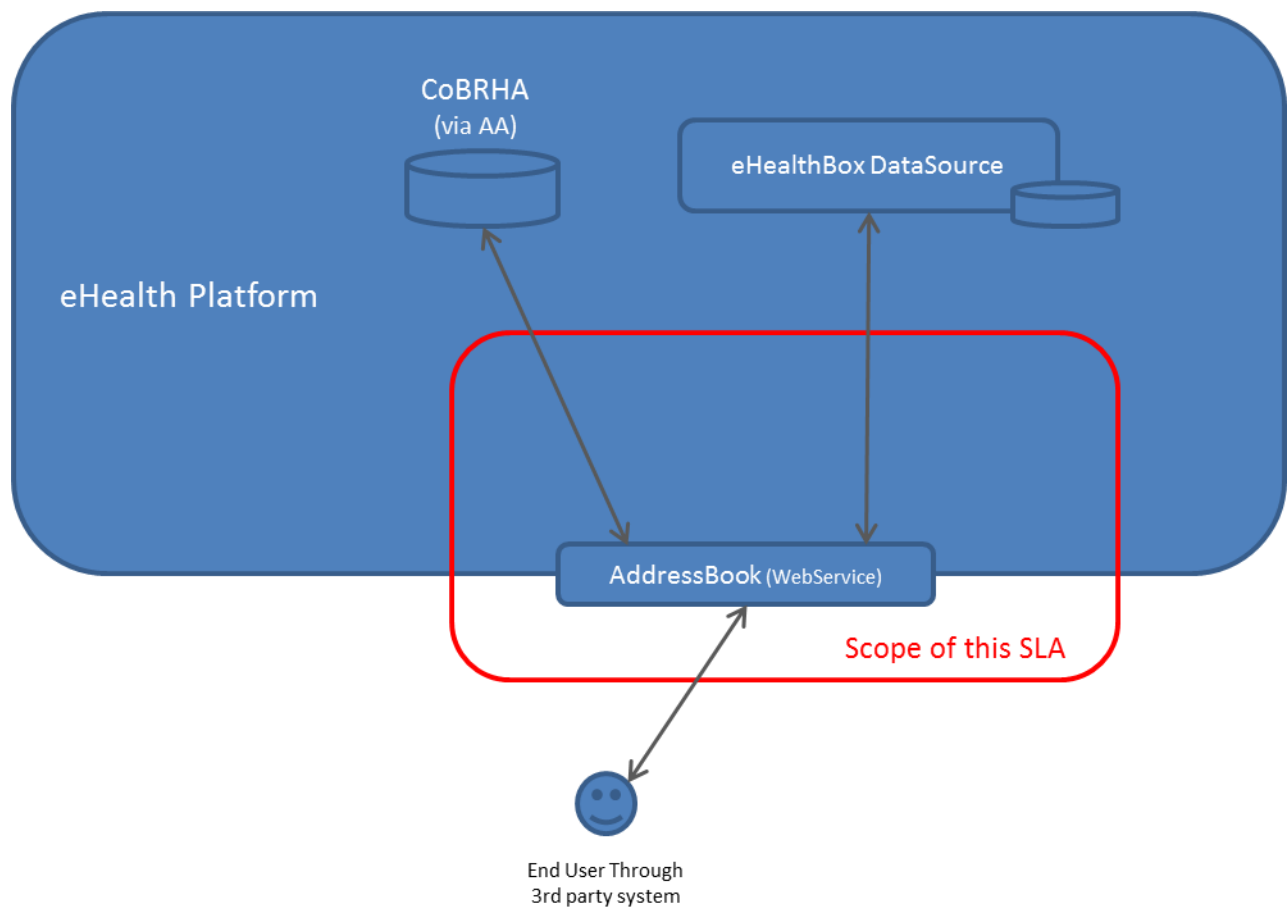 CoBRHA
(via AA)
eHealthBox DataSource
eHealth Platform
AddressBook (WebService)
Scope of this SLA
End User Through
3rd party system